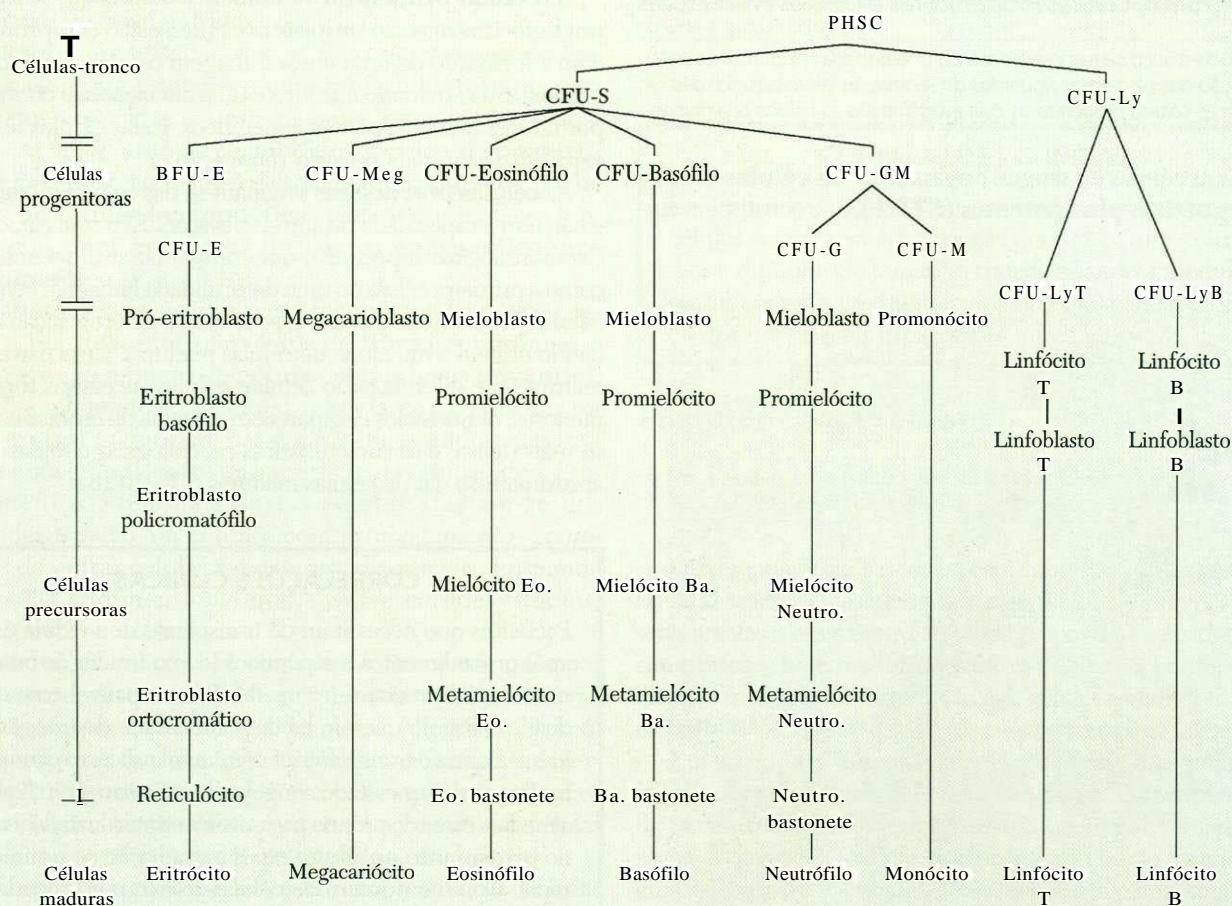 PHSC
T
Células-tronco
CFU-S
CFU-Ly
Células
progenitoras
BFU-E
CFU-Meg
CFU-Eosinófilo
CFU-Basófilo
CFU-GM
CFU-E
CFU-G
CFU-M
CFU-LyT
CFU-LyB
Pró-eritroblasto
Megacarioblasto
Mieloblasto
Mieloblasto
Mieloblasto
Promonócito
Linfócito
T
Linfócito
B
Eritroblasto
basófilo
Promielócito
Promielócito
Promielócito
Linfoblasto
T
Linfoblasto
B
Eritroblasto
policromatófilo
Células
precursoras
Mielócito Eo.
Mielócito Ba.
Mielócito
Neutro.
Eritroblasto
ortocromático
Metamielócito
Eo.
Metamielócito
Ba.
Metamielócito
Neutro.
Reticulócito
Eo. bastonete
Ba. bastonete
Neutro.
bastonete
Células
maduras
Eritrócito
Megacariócito
Eosinófilo
Basófilo
Neutrófilo
Monócito
Linfócito
T
Linfócito
B